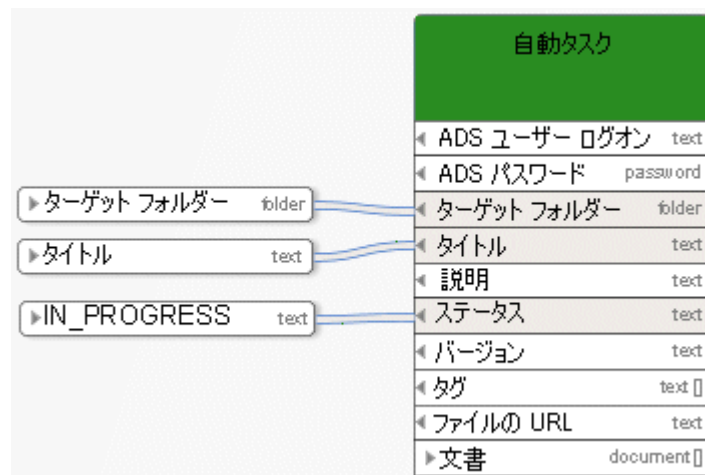 自動タスク
ADS ユーザー ログオン text
ADS パスワード password
ターゲット フォルダー folder
ターゲット フォルダー folder
タイトル text
タイトル text
説明 text
IN_PROGRESS text
ステータス text
バージョン text
タグ text []
ファイルの URL text
文書 document []